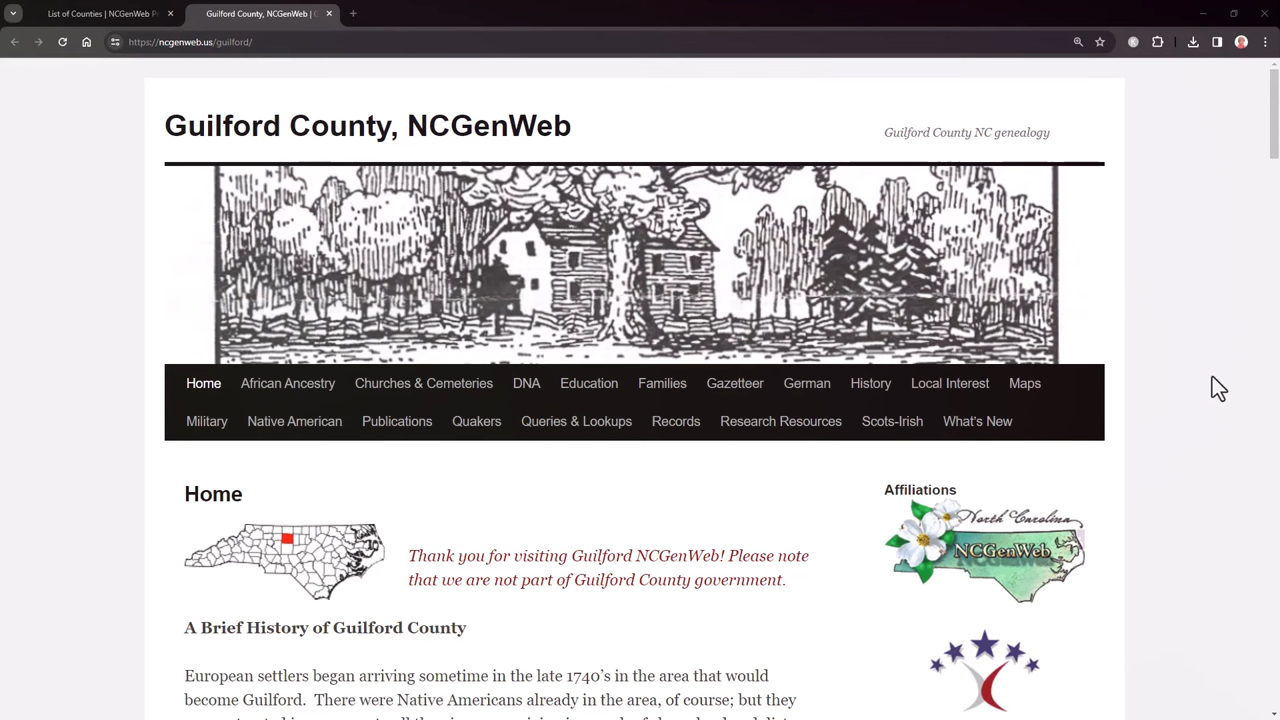 List of Counties | NCGenWeb P
Guilford County, NCGenWeb |
https://ncgenweb.us/guilford/
Guilford County, NCGenWeb
Guilford County NC genealogy
Home African Ancestry Churches & Cemeteries DNA Education Families Gazetteer German History Local Interest Maps
Military Native American Publications Quakers Queries & Lookups Records Research Resources Scots-Irish What's New
Home
Thank you for visiting Guilford NCGenWeb! Please note
that we are not part of Guilford County government.
A Brief History of Guilford County
European settlers began arriving sometime in the late 1740's in the area that would
become Guilford. There were Native Americans already in the area, of course; but they
Affiliations
North Carolina
NCGenWeb